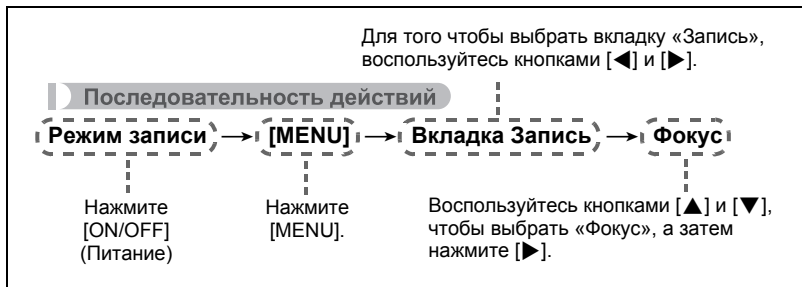 Для того чтобы выбрать вкладку «Запись»,
воспользуйтесь кнопками [◀] и [▶].
Последовательность действий
Режим записи → [MENU] → Вкладка Запись → Фокус
Нажмите
[ON/OFF]
(Питание)
Нажмите
[MENU].
Воспользуйтесь кнопками [▲] и [▼],
чтобы выбрать «Фокус», а затем
нажмите [▶].